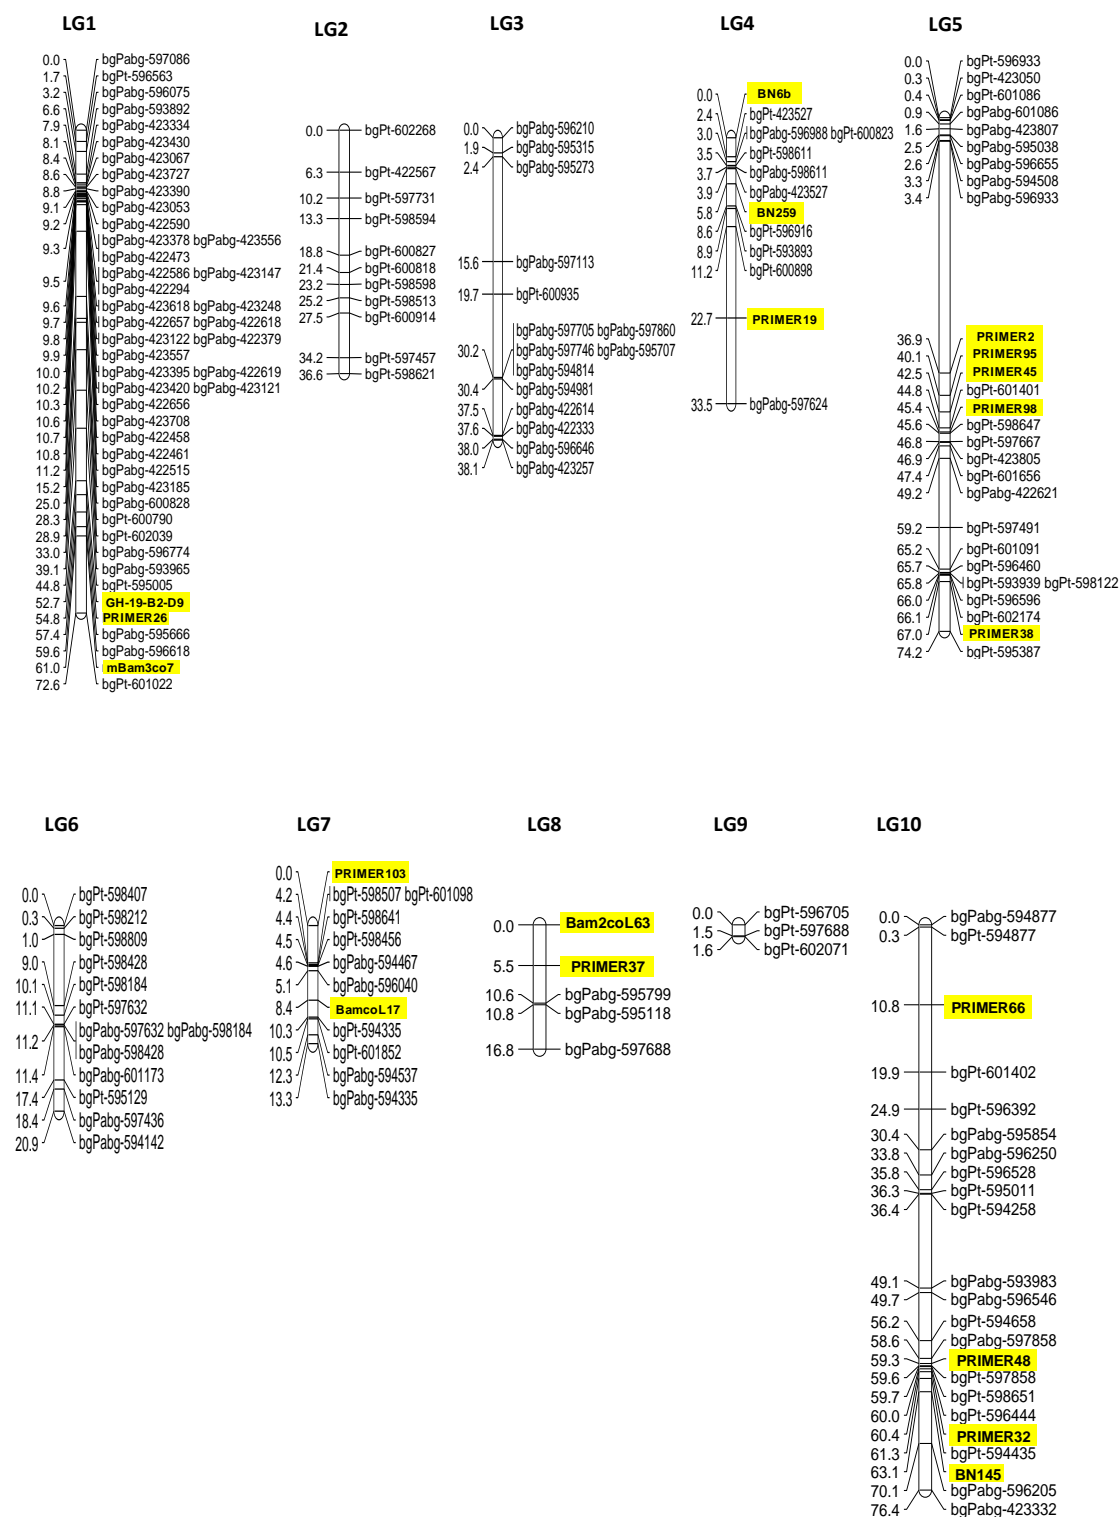 LG1
0.0 bgPabg-597086
1.7 bgPt-596563
3.2 bgPabg-596075
6.6 bgPabg-593892
7.9 bgPabg-423334
8.1 bgPabg-423430
8.4 bgPabg-423067
8.6 bgPabg-423727
8.8 bgPabg-423390
9.1 bgPabg-423053
9.2 bgPabg-422590
9.3 bgPabg-423378 bgPabg-423556
bgPabg-422473
9.5 bgPabg-422586 bgPabg-423147
bgPabg-422294
9.6 bgPabg-423618 bgPabg-423248
9.7 bgPabg-422657 bgPabg-422618
9.8 bgPabg-423122 bgPabg-422379
9.9 bgPabg-423557
10.0 bgPabg-423395 bgPabg-422619
10.2 bgPabg-423420 bgPabg-423121
10.3 bgPabg-422656
10.6 bgPabg-423708
10.7 bgPabg-422458
10.8 bgPabg-422461
11.2 bgPabg-422515
15.2 bgPabg-423185
25.0 bgPabg-600828
28.3 bgPt-600790
28.9 bgPt-602039
33.0 bgPabg-596774
39.1 bgPabg-593965
44.8 bgPt-595005
52.7 GH-19-B2-D9
54.8 PRIMER26
57.4 bgPabg-595666
59.6 bgPabg-596618
61.0 mBam3co7
72.6 bgPt-601022
LG2
0.0 bgPt-602268
6.3 bgPt-422567
10.2 bgPt-597731
13.3 bgPt-598594
18.8 bgPt-600827
21.4 bgPt-600818
23.2 bgPt-598598
25.2 bgPt-598513
27.5 bgPt-600914
34.2 bgPt-597457
36.6 bgPt-598621
LG3
0.0 bgPabg-596210
1.9 bgPabg-595315
2.4 bgPabg-595273
15.6 bgPabg-597113
19.7 bgPt-600935
bgPabg-597705 bgPabg-597860
30.2 bgPabg-597746 bgPabg-595707
bgPabg-594814
30.4 bgPabg-594981
37.5 bgPabg-422614
37.6 bgPabg-422333
38.0 bgPabg-596646
38.1 bgPabg-423257
LG4
0.0 BN6b
2.4 bgPt-423527
3.0 bgPabg-596988 bgPt-600823
3.5 bgPt-598611
3.7 bgPabg-598611
3.9 bgPabg-423527
5.8 BN259
8.6 bgPt-596916
8.9 bgPt-593893
11.2 bgPt-600898
22.7 PRIMER19
33.5 bgPabg-597624
LG5
0.0 bgPt-596933
0.3 bgPt-423050
0.4 bgPt-601086
0.9 bgPabg-601086
1.6 bgPabg-423807
2.5 bgPabg-595038
2.6 bgPabg-596655
3.3 bgPabg-594508
3.4 bgPabg-596933
36.9 PRIMER2
40.1 PRIMER95
42.5 PRIMER45
44.8 bgPt-601401
45.4 PRIMER98
45.6 bgPt-598647
46.8 bgPt-597667
46.9 bgPt-423805
47.4 bgPt-601656
49.2 bgPabg-422621
59.2 bgPt-597491
65.2 bgPt-601091
65.7 bgPt-596460
65.8 bgPt-593939 bgPt-598122
66.0 bgPt-596596
66.1 bgPt-602174
67.0 PRIMER38
74.2 bgPt-595387
LG6
0.0 bgPt-598407
0.3 bgPt-598212
1.0 bgPt-598809
9.0 bgPt-598428
10.1 bgPt-598184
11.1 bgPt-597632
11.2 bgPabg-597632 bgPabg-598184
bgPabg-598428
11.4 bgPabg-601173
17.4 bgPt-595129
18.4 bgPabg-597436
20.9 bgPabg-594142
LG7
0.0 PRIMER103
4.2 bgPt-598507 bgPt-601098
4.4 bgPt-598641
4.5 bgPt-598456
4.6 bgPabg-594467
5.1 bgPabg-596040
8.4 BamcoL17
10.3 bgPt-594335
10.5 bgPt-601852
12.3 bgPabg-594537
13.3 bgPabg-594335
LG8
0.0 Bam2coL63
5.5 PRIMER37
10.6 bgPabg-595799
10.8 bgPabg-595118
16.8 bgPabg-597688
LG9
0.0 bgPt-596705
1.5 bgPt-597688
1.6 bgPt-602071
LG10
0.0 bgPabg-594877
0.3 bgPt-594877
10.8 PRIMER66
19.9 bgPt-601402
24.9 bgPt-596392
30.4 bgPabg-595854
33.8 bgPabg-596250
35.8 bgPt-596528
36.3 bgPt-595011
36.4 bgPt-594258
49.1 bgPabg-593983
49.7 bgPabg-596546
56.2 bgPt-594658
58.6 bgPabg-597858
59.3 PRIMER48
59.6 bgPt-597858
59.7 bgPt-598651
60.0 bgPt-596444
60.4 PRIMER32
61.3 bgPt-594435
63.1 BN145
70.1 bgPabg-596205
76.4 bgPabg-423332